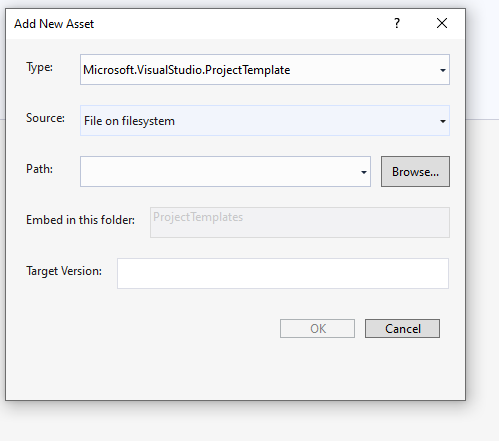 Add New Asset
?
Type:
Microsoft.VisualStudio.ProjectTemplate
Source:
File on filesystem
Path:
Browse...
Embed in this folder:
ProjectTemplates
Target Version:
OK
Cancel